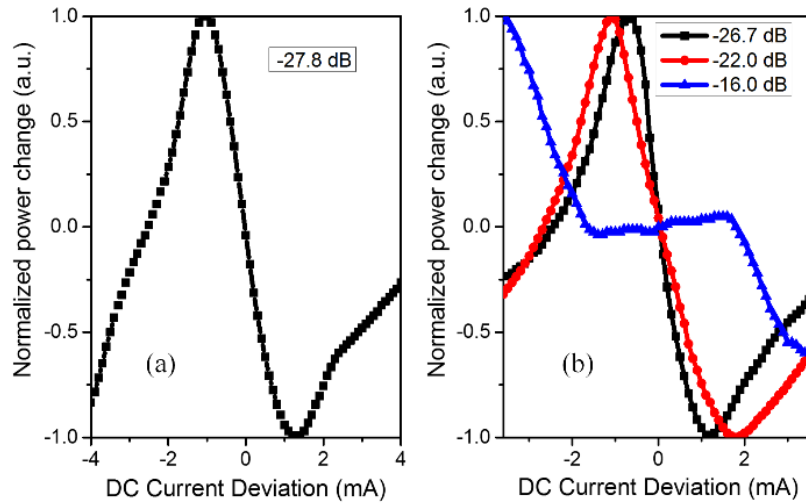 Normalized power change (a.u.)
1.0
0.5
0.0
-0.5
-1.0
-27.8 dB
(a)
-4
-2
0
2
4
DC Current Deviation (mA)
Normalized power change (a.u.)
1.0
0.5
0.0
-0.5
-1.0
-26.7 dB
-22.0 dB
-16.0 dB
(b)
-2
0
2
DC Current Deviation (mA)